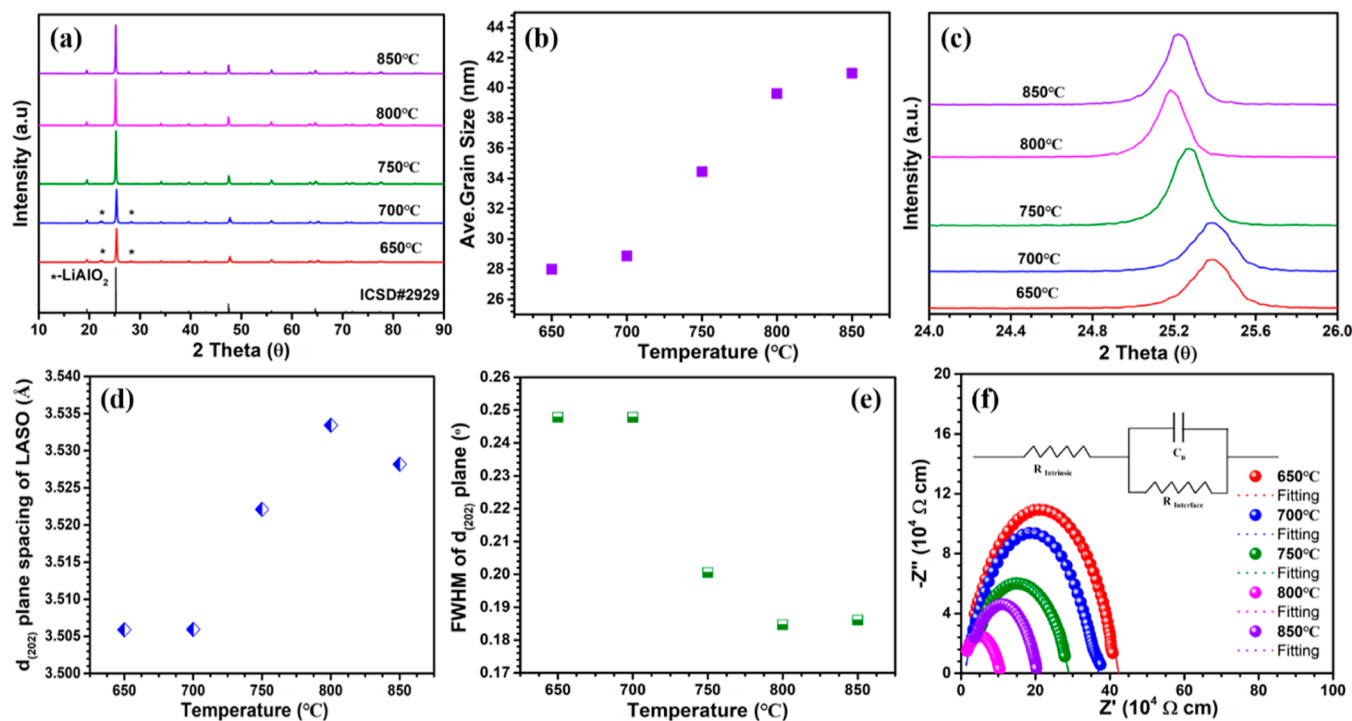 (a)
850℃
800℃
750℃
700℃
* *
650℃
* *
*-LiAlO2
ICSD#2929
Intensity (a.u)
10 20 30 40 50 60 70 80 90
2 Theta (θ)
(b)
Ave.Grain Size (nm)
44
42
40
38
36
34
32
30
28
26
650 700 750 800 850
Temperature (℃)
(c)
850℃
800℃
750℃
700℃
650℃
Intensity (a.u.)
24.0 24.4 24.8 25.2 25.6 26.0
2 Theta (θ)
(d)
d(202) plane spacing of LASO (Å)
3.540
3.535
3.530
3.525
3.520
3.515
3.510
3.505
3.500
650 700 750 800 850
Temperature (℃)
(e)
FWHM of d(202) plane (º)
0.26
0.25
0.24
0.23
0.22
0.21
0.20
0.19
0.18
0.17
650 700 750 800 850
Temperature (℃)
(f)
-Z'' (10⁴ Ω cm)
20
16
12
8
4
0
R Intrinsic
CB
R Interface
650℃
Fitting
700℃
Fitting
750℃
Fitting
800℃
Fitting
850℃
Fitting
0 20 40 60 80 100
Z' (10⁴ Ω cm)